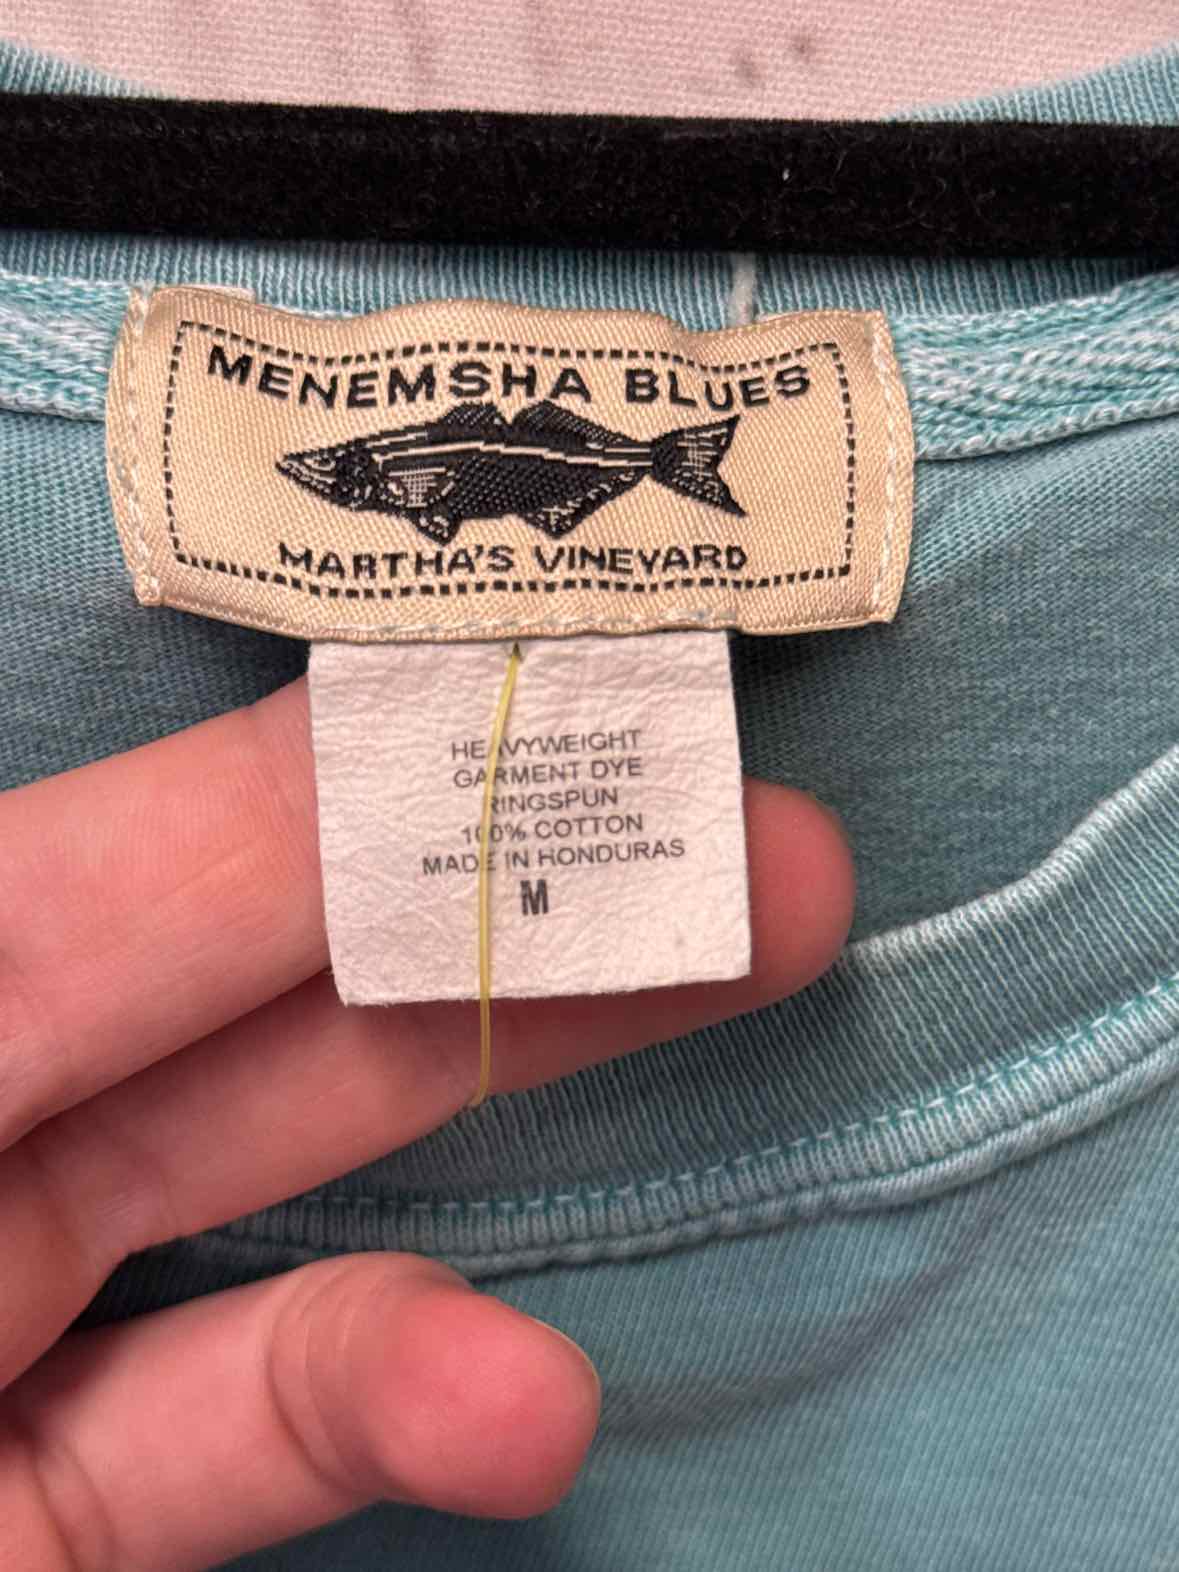 MENEMSHA BLUES
MARTHA'S VINEYARD
HEAVYWEIGHT
GARMENT DYE
RINGSPUN
100% COTTON
MADE IN HONDURAS
M